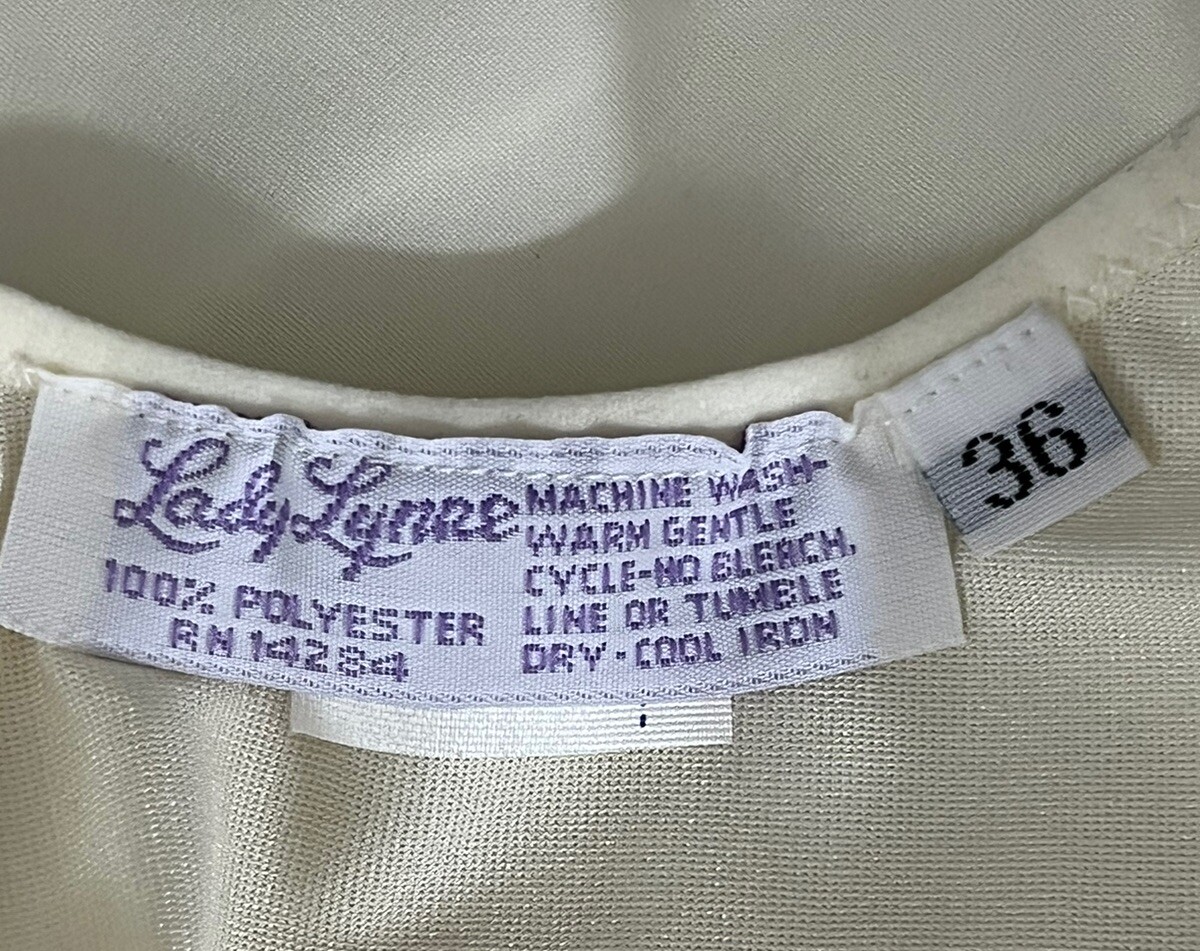 Lady Lynne
100% POLYESTER
RN 14284
MACHINE WASH-
WARM GENTLE
CYCLE-NO BLEACH.
LINE OR TUMBLE
DRY-COOL IRON
36